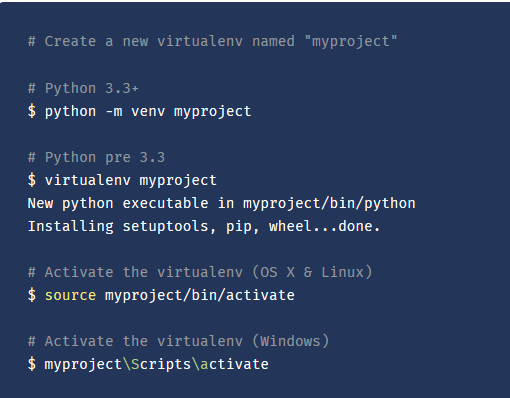 # Create a new virtualenv named "myproject"
# Python 3.3+
$ python -m venv myproject
# Python pre 3.3
$ virtualenv myproject
New python executable in myproject/bin/python
Installing setuptools, pip, wheel...done.
# Activate the virtualenv (OS X & Linux)
$ source myproject/bin/activate
# Activate the virtualenv (Windows)
$ myproject\Scripts\activate